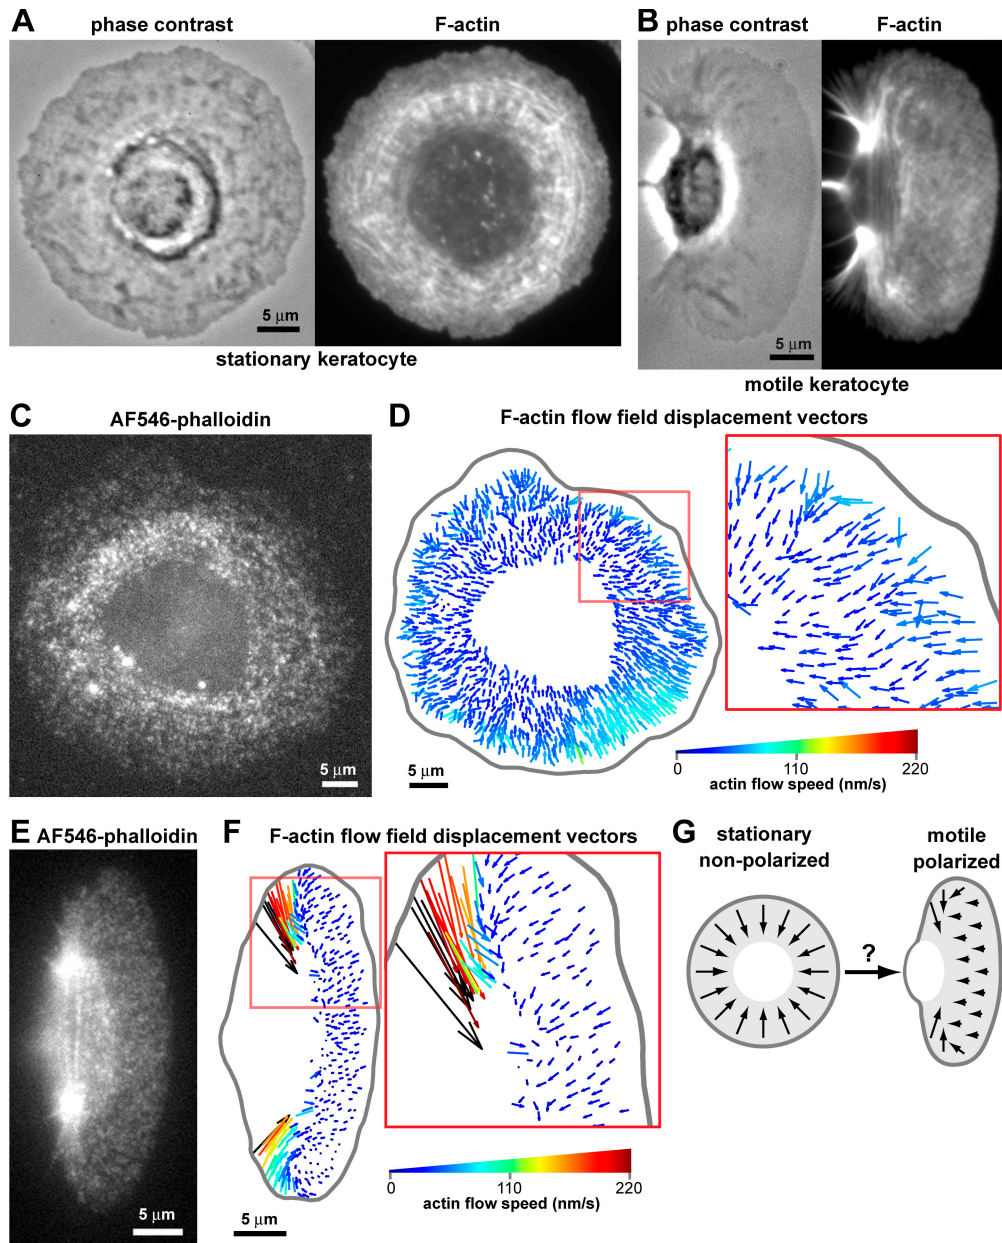 A
phase contrast
F-actin
5 μm
stationary keratocyte
B
phase contrast
F-actin
5 μm
motile keratocyte
C
AF546-phalloidin
5 μm
D
F-actin flow field displacement vectors
5 μm
0
110
220
actin flow speed (nm/s)
E
AF546-phalloidin
5 μm
F
F-actin flow field displacement vectors
5 μm
0
110
220
actin flow speed (nm/s)
G
stationary
non-polarized
?
motile
polarized